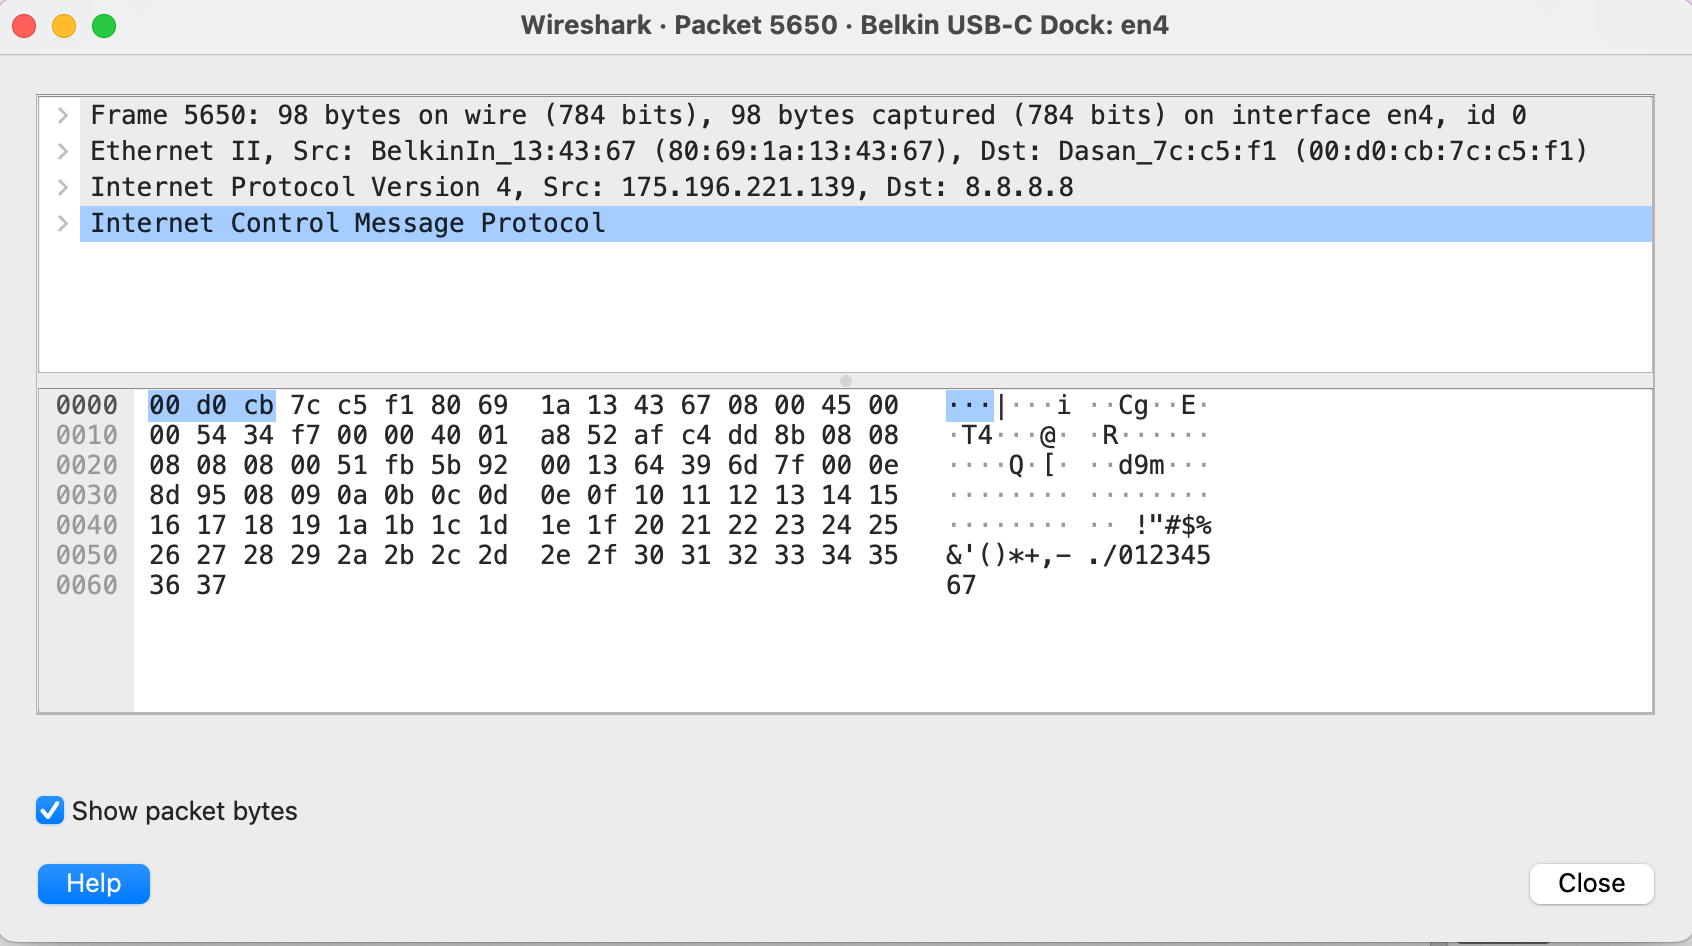 Wireshark · Packet 5650 · Belkin USB-C Dock: en4
Frame 5650: 98 bytes on wire (784 bits), 98 bytes captured (784 bits) on interface en4, id 0
Ethernet II, Src: BelkinIn_13:43:67 (80:69:1a:13:43:67), Dst: Dasan_7c:c5:f1 (00:d0:cb:7c:c5:f1)
Internet Protocol Version 4, Src: 175.196.221.139, Dst: 8.8.8.8
Internet Control Message Protocol
0000 00 d0 cb 7c c5 f1 80 69 1a 13 43 67 08 00 45 00 ···|···i ··Cg··E·
0010 00 54 34 f7 00 00 40 01 a8 52 af c4 dd 8b 08 08 ·T4···@· ·R······
0020 08 08 08 00 51 fb 5b 92 00 13 64 39 6d 7f 00 0e ····Q·[· ··d9m···
0030 8d 95 08 09 0a 0b 0c 0d 0e 0f 10 11 12 13 14 15 ········ ········
0040 16 17 18 19 1a 1b 1c 1d 1e 1f 20 21 22 23 24 25 ········ ·· !"#$%
0050 26 27 28 29 2a 2b 2c 2d 2e 2f 30 31 32 33 34 35 &'()*+,- ./012345
0060 36 37 67
Show packet bytes
Help Close